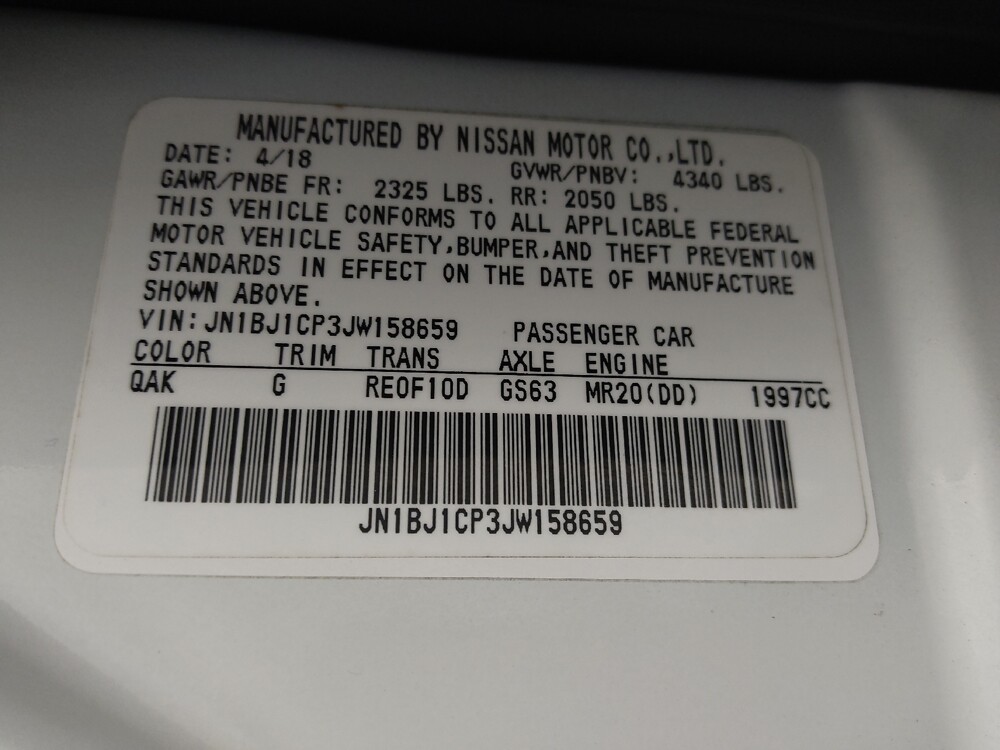 MANUFACTURED BY NISSAN MOTOR CO.,LTD.
DATE: 4/18 GVWR/PNBV: 4340 LBS.
GAWR/PNBE FR: 2325 LBS. RR: 2050 LBS.
THIS VEHICLE CONFORMS TO ALL APPLICABLE FEDERAL
MOTOR VEHICLE SAFETY,BUMPER,AND THEFT PREVENTION
STANDARDS IN EFFECT ON THE DATE OF MANUFACTURE
SHOWN ABOVE.
VIN:JN1BJ1CP3JW158659 PASSENGER CAR
COLOR TRIM TRANS AXLE ENGINE
QAK G RE0F10D GS63 MR20(DD) 1997CC
JN1BJ1CP3JW158659